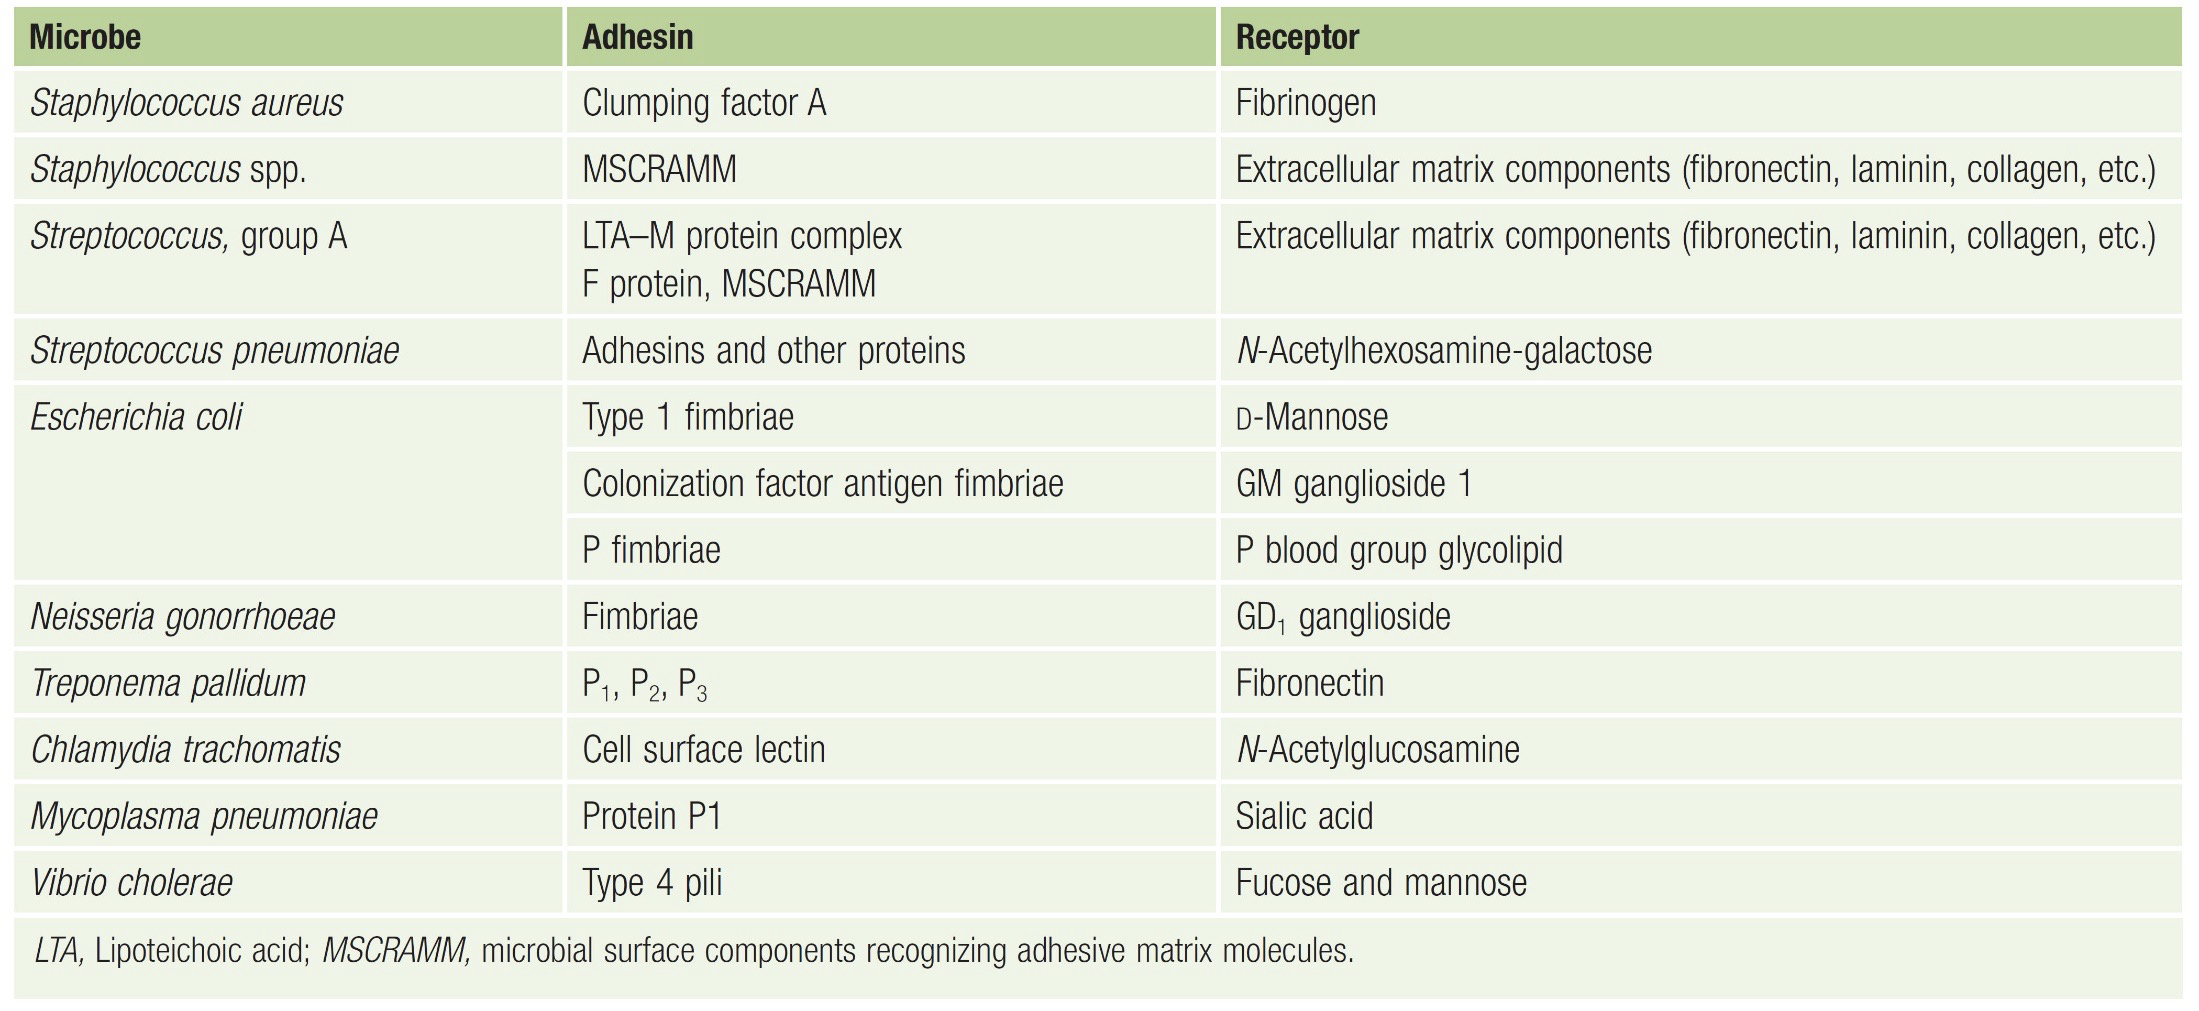 Microbe Adhesin Receptor
Staphylococcus aureus Clumping factor A Fibrinogen
Staphylococcus spp. MSCRAMM Extracellular matrix components (fibronectin, laminin, collagen, etc.)
Streptococcus, group A LTA–M protein complex Extracellular matrix components (fibronectin, laminin, collagen, etc.)
F protein, MSCRAMM
Streptococcus pneumoniae Adhesins and other proteins N-Acetylhexosamine-galactose
Escherichia coli Type 1 fimbriae D-Mannose
Colonization factor antigen fimbriae GM ganglioside 1
P fimbriae P blood group glycolipid
Neisseria gonorrhoeae Fimbriae GD₁ ganglioside
Treponema pallidum P₁, P₂, P₃ Fibronectin
Chlamydia trachomatis Cell surface lectin N-Acetylglucosamine
Mycoplasma pneumoniae Protein P1 Sialic acid
Vibrio cholerae Type 4 pili Fucose and mannose
LTA, Lipoteichoic acid; MSCRAMM, microbial surface components recognizing adhesive matrix molecules.